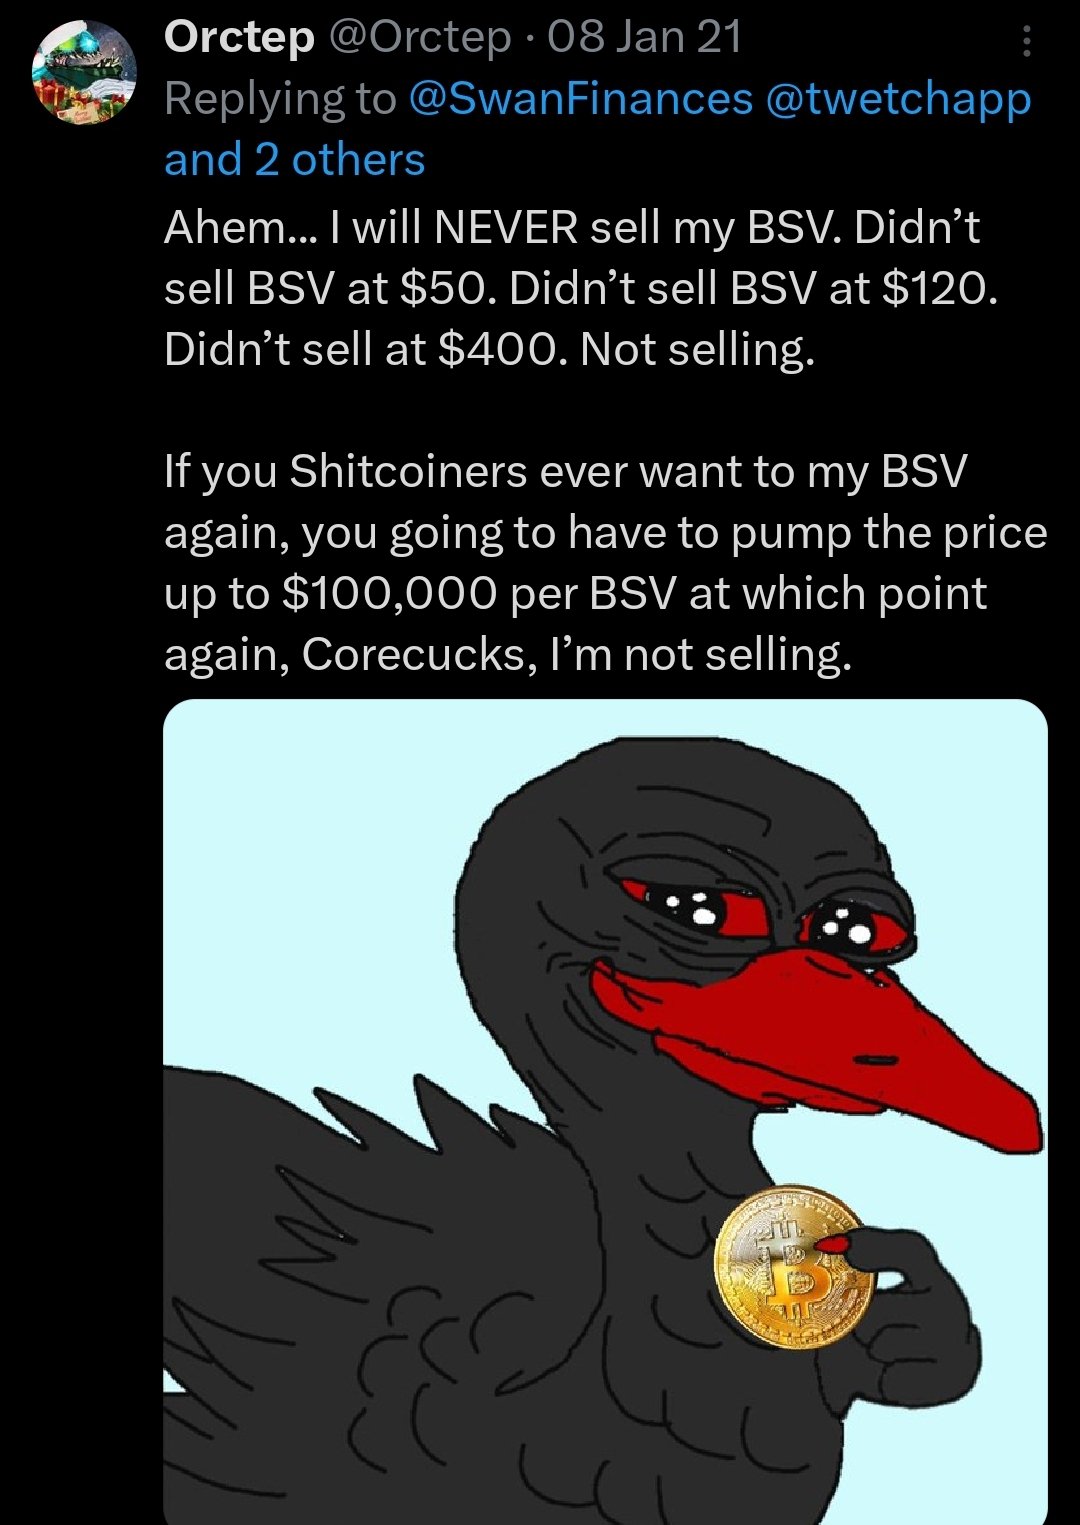 Orctep @Orctep · 08 Jan 21
Replying to @SwanFinances @twetchapp
and 2 others
Ahem... I will NEVER sell my BSV. Didn’t
sell BSV at $50. Didn’t sell BSV at $120.
Didn’t sell at $400. Not selling.
If you Shitcoiners ever want to my BSV
again, you going to have to pump the price
up to $100,000 per BSV at which point
again, Corecucks, I’m not selling.